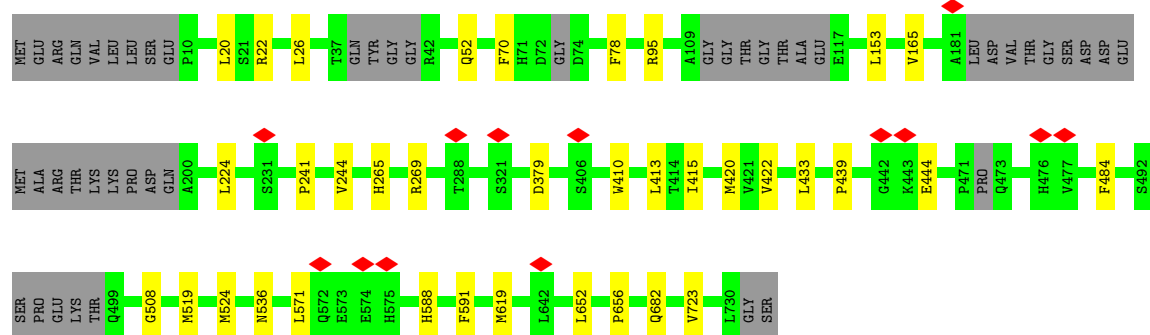 MET GLU ARG GLN VAL LEU LEU SER GLU P10 L20 S21 R22 L26 T37 GLN TYR GLY GLY R42 Q52 F70 H71 D72 GLY D74 F78 R95 A109 GLY GLY THR GLY THR ALA GLU E117 L153 V165 A181 LEU ASP VAL THR GLY SER ASP ASP GLU
MET ALA ARG THR LYS LYS PRO ASP GLN A200 L224 S231 P241 V244 H265 R269 T288 S321 D379 S406 W410 L413 T414 I415 M420 V421 V422 L433 P439 G442 K443 E444 P471 PRO Q473 H476 V477 F484 S492
SER PRO GLU LYS THR Q499 G508 M519 M524 N536 L571 Q572 E573 E574 H575 H588 F591 M619 L642 L652 P656 Q682 V723 L730 GLY SER